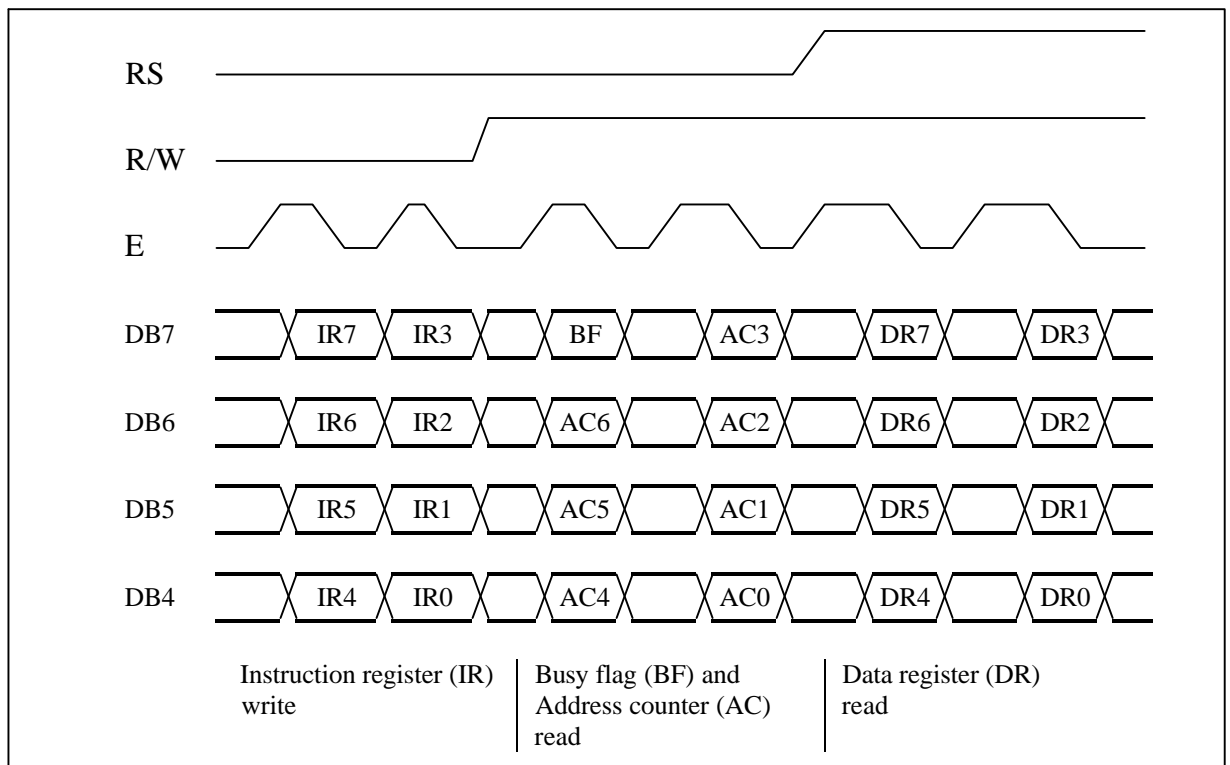 RS
R/W
E
DB7 IR7 IR3 BF AC3 DR7 DR3
DB6 IR6 IR2 AC6 AC2 DR6 DR2
DB5 IR5 IR1 AC5 AC1 DR5 DR1
DB4 IR4 IR0 AC4 AC0 DR4 DR0
Instruction register (IR)
write
Busy flag (BF) and
Address counter (AC)
read
Data register (DR)
read